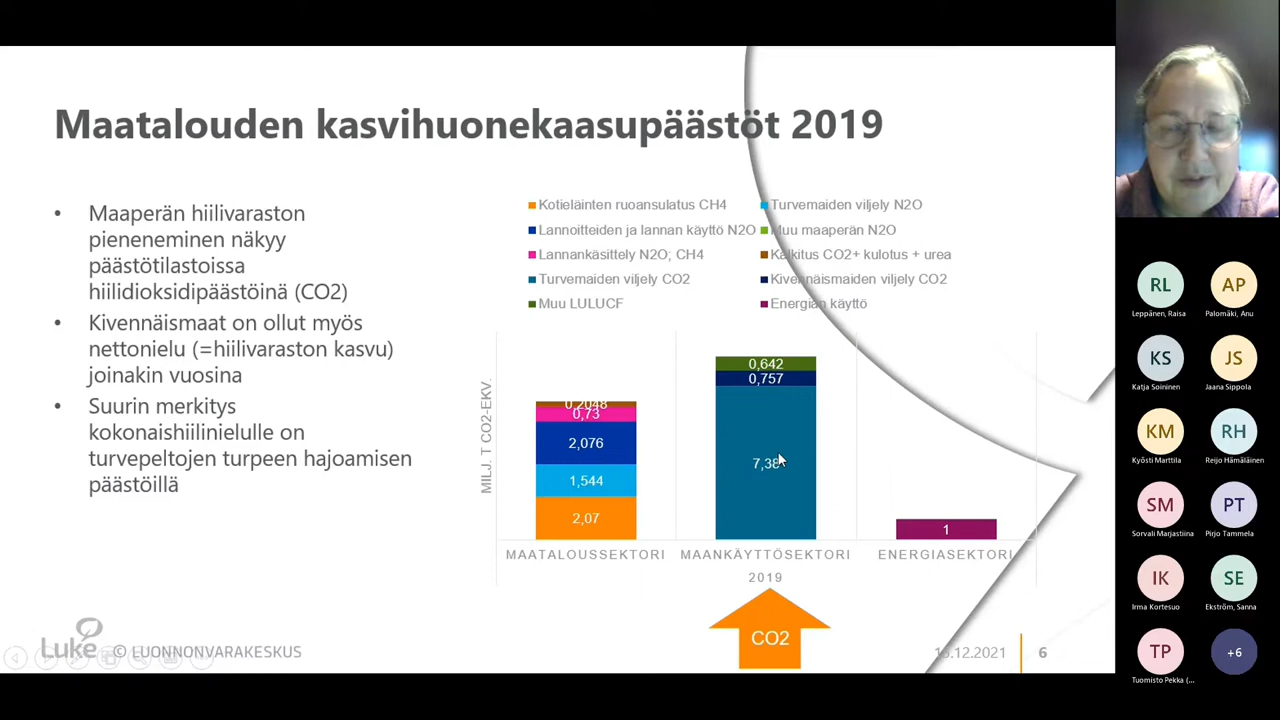 Maatalouden kasvihuonekaasupäästöt 2019
• Maaperän hiilivaraston
pieneneminen näkyy
päästötilastoissa
hiilidioksidipäästöinä (CO2)
• Kivennäismaat on ollut myös
nettonielu (=hiilivaraston kasvu)
joinakin vuosina
• Suurin merkitys
kokonaishiilinielulle on
turvepeltojen turpeen hajoamisen
päästöillä
Kotieläinten ruoansulatus CH4
Turvemaiden viljely N2O
Lannoitteiden ja lannan käyttö N2O
Muu maaperän N2O
Lannankäsittely N2O; CH4
Kalkitus CO2+ kulotus + urea
Turvemaiden viljely CO2
Kivennäismaiden viljely CO2
Muu LULUCF
Energian käyttö
MILJ. T CO2-EKV.
0,2048
0,73
2,076
1,544
2,07
0,642
0,757
1
MAATALOUSSEKTORI
MAANKÄYTTÖSEKTORI
ENERGIASEKTORI
2019
CO2
Luke
© LUONNONVARAKESKUS
.12.2021
6
RL
Leppänen, Raisa
AP
Palomäki, Anu
KS
Katja Soininen
JS
Jaana Sippola
KM
Kyösti Marttila
RH
Reijo Hämäläinen
SM
Sorvali Marjastiina
PT
Pirjo Tammela
IK
Irma Kortesuo
SE
Ekström, Sanna
TP
Tuomisto Pekka (...
+6